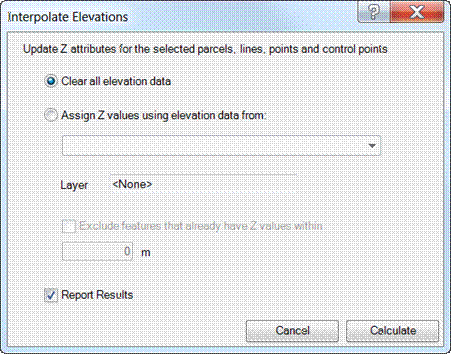 Interpolate Elevations
Update Z attributes for the selected parcels, lines, points and control points
Clear all elevation data
Assign Z values using elevation data from:
Layer <None>
Exclude features that already have Z values within
0 m
Report Results
Cancel Calculate